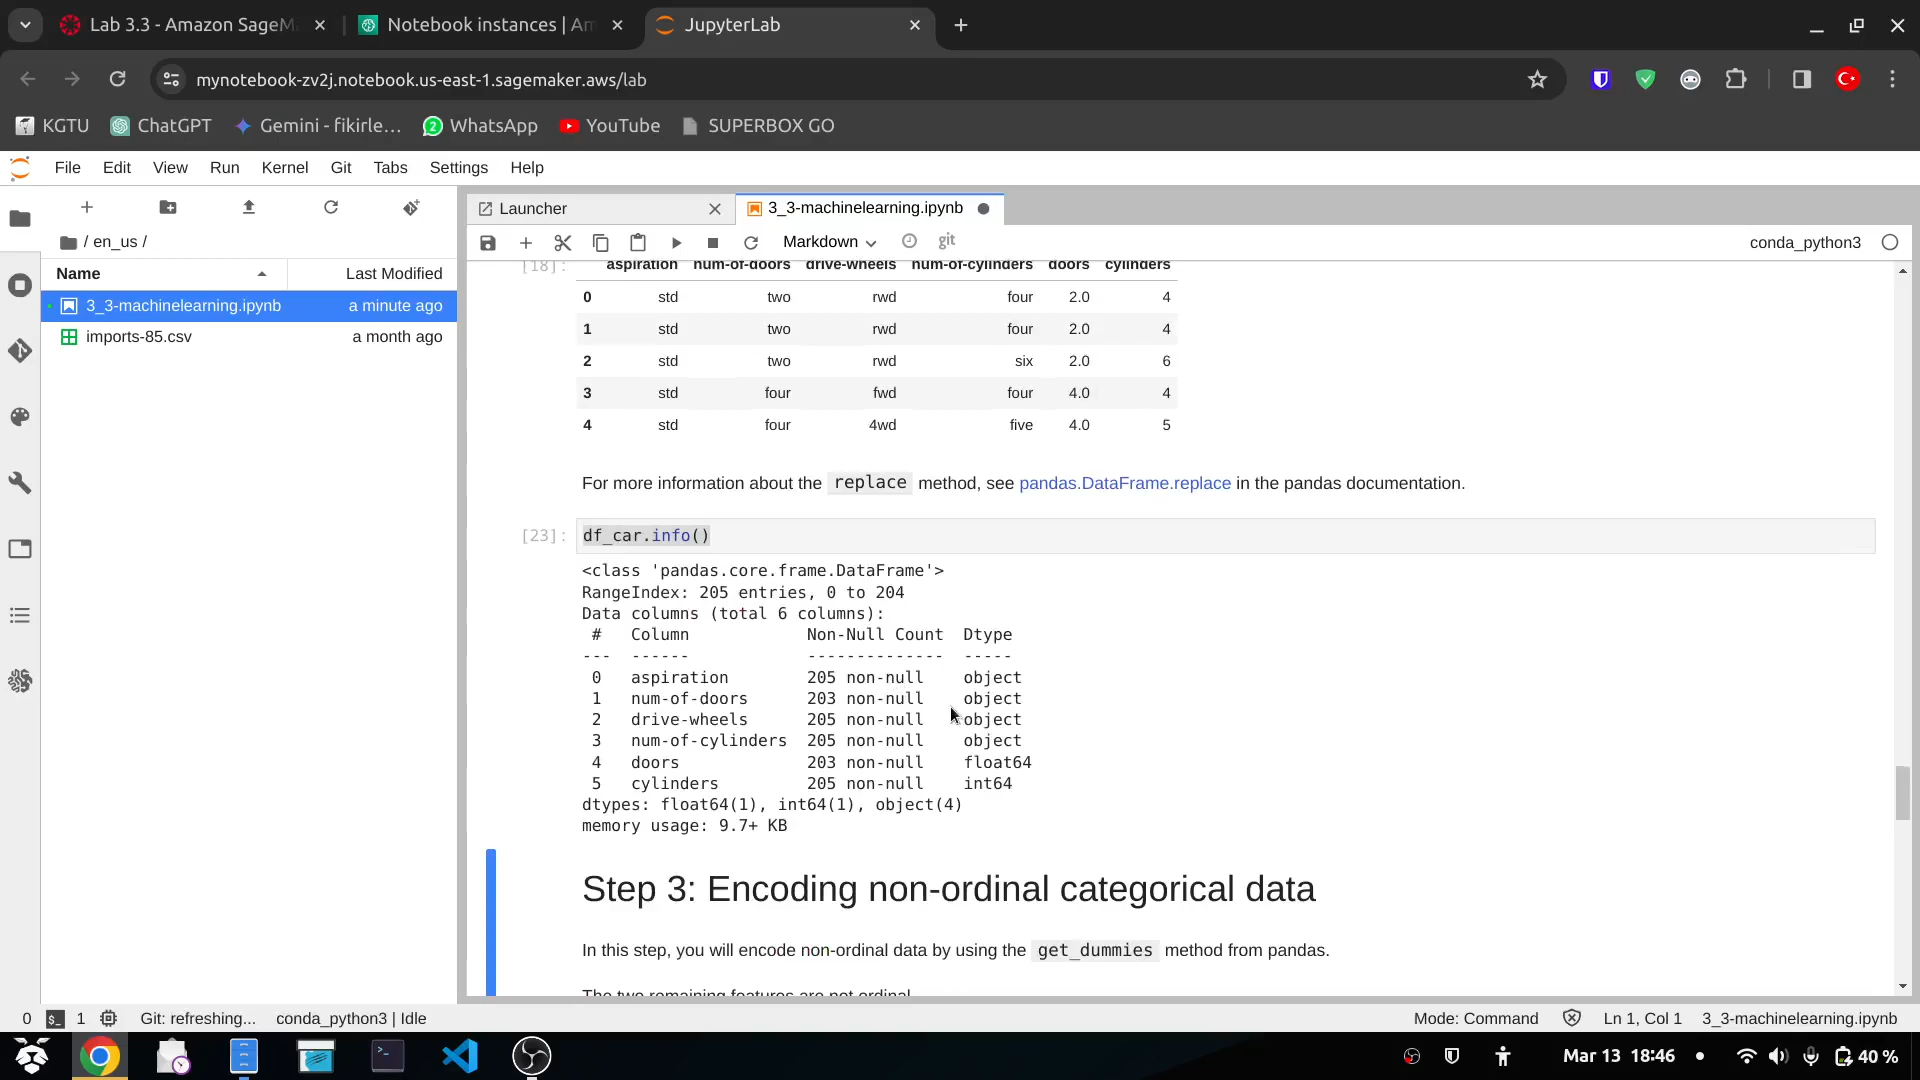 Lab 3.3 - Amazon SageM
Notebook instances | Am
JupyterLab
mynotebook-zv2j.notebook.us-east-1.sagemaker.aws/lab
KGTU
ChatGPT
Gemini - fikirle…
2
WhatsApp
YouTube
SUPERBOX GO
File Edit View Run Kernel Git Tabs Settings Help
Launcher
3_3-machinelearning.ipynb
/ en_us /
Markdown
git
conda_python3
Name
Last Modified
3_3-machinelearning.ipynb a minute ago
imports-85.csv a month ago
[18]: aspiration num-of-doors drive-wheels num-of-cylinders doors cylinders
0 std two rwd four 2.0 4
1 std two rwd four 2.0 4
2 std two rwd six 2.0 6
3 std four fwd four 4.0 4
4 std four 4wd five 4.0 5
For more information about the replace method, see pandas.DataFrame.replace in the pandas documentation.
[23]: df_car.info()
<class 'pandas.core.frame.DataFrame'>
RangeIndex: 205 entries, 0 to 204
Data columns (total 6 columns):
# Column Non-Null Count Dtype
--- ------ -------------- -----
0 aspiration 205 non-null object
1 num-of-doors 203 non-null object
2 drive-wheels 205 non-null object
3 num-of-cylinders 205 non-null object
4 doors 203 non-null float64
5 cylinders 205 non-null int64
dtypes: float64(1), int64(1), object(4)
memory usage: 9.7+ KB
Step 3: Encoding non-ordinal categorical data
In this step, you will encode non-ordinal data by using the get_dummies method from pandas.
The two remaining features are not ordinal.
0 $_ 1 Git: refreshing... conda_python3 | Idle
Mode: Command Ln 1, Col 1 3_3-machinelearning.ipynb
Mar 13 18:46
40 %